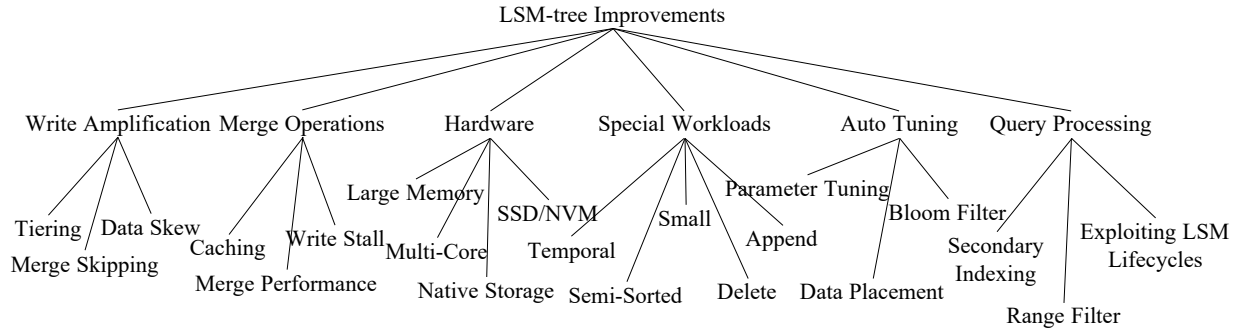 LSM-tree Improvements
Write Amplification
Merge Operations
Hardware
Special Workloads
Auto Tuning
Query Processing
Tiering
Merge Skipping
Data Skew
Caching
Merge Performance
Write Stall
Large Memory
Multi-Core
Native Storage
SSD/NVM
Temporal
Semi-Sorted
Small
Delete
Append
Parameter Tuning
Data Placement
Bloom Filter
Secondary
Indexing
Range Filter
Exploiting LSM
Lifecycles